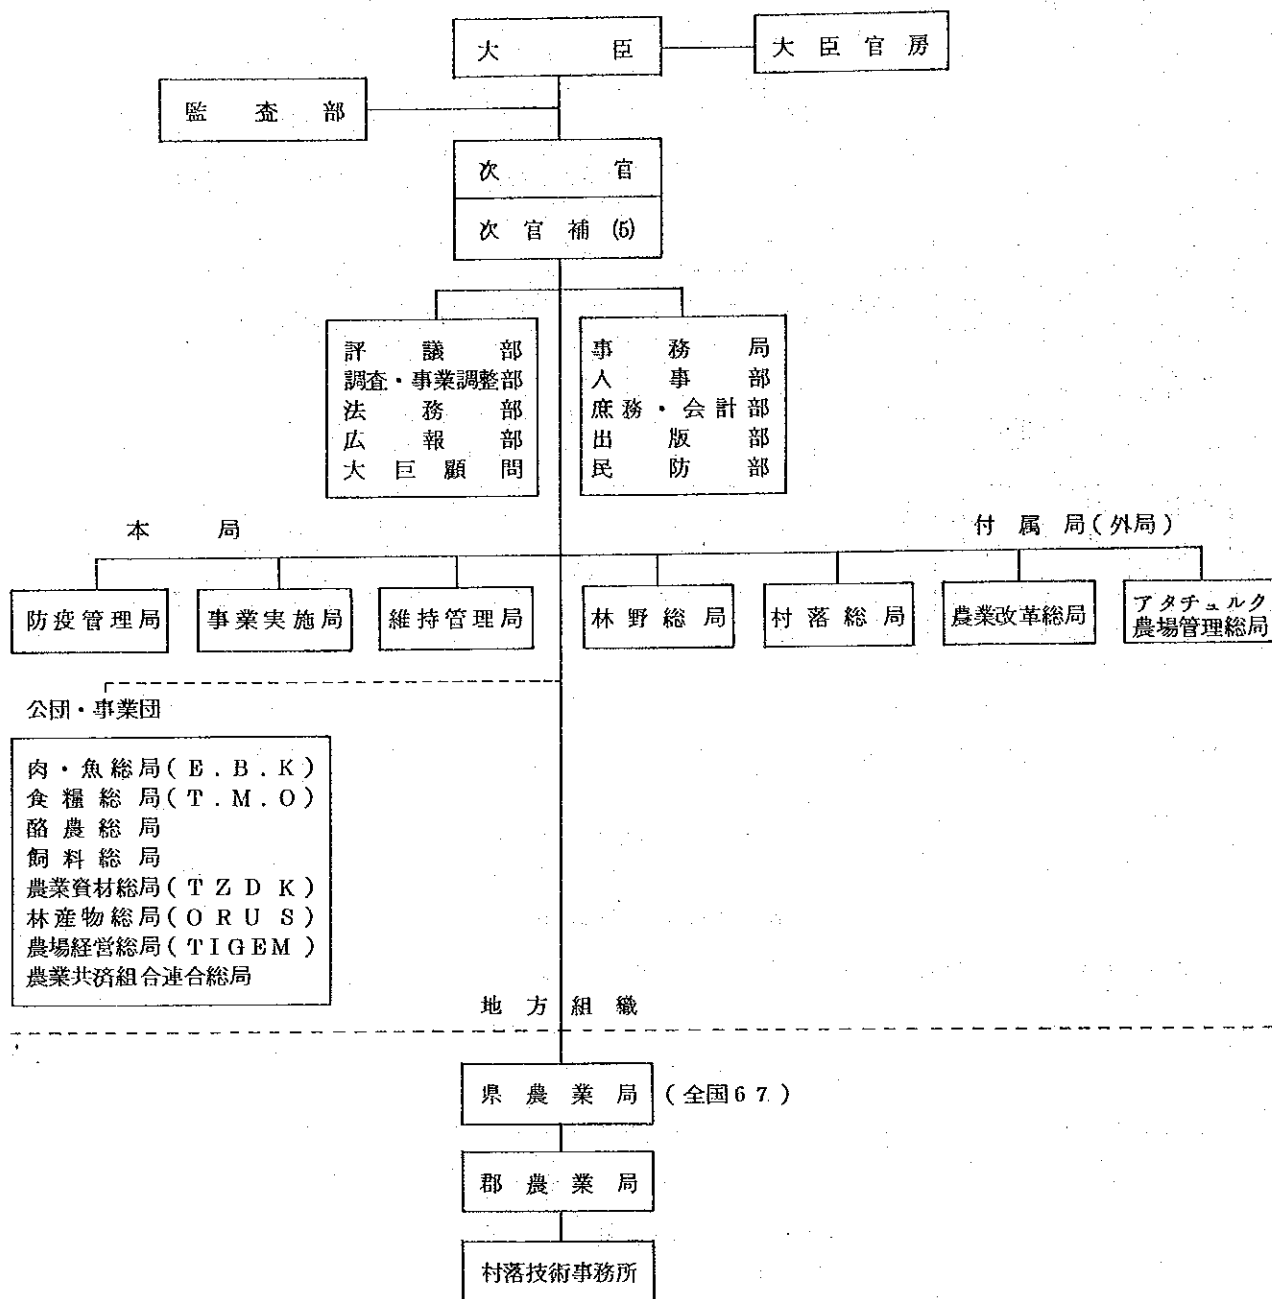 大臣
大臣官房
監査部
次官
次官補(5)
評議部
調査・事業調整部
法務部
広報部
大巨顧問
事務局
人事部
庶務・会計部
出版部
民防部
本局
付属局(外局)
防疫管理局
事業実施局
維持管理局
林野総局
村落総局
農業改革総局
アタチュルク
農場管理総局
公団・事業団
肉・魚総局(E.B.K)
食糧総局(T.M.O)
酪農総局
飼料総局
農業資材総局(TZDK)
林産物総局(ORUS)
農場経営総局(TIGEM)
農業共済組合連合総局
地方組織
県農業局
(全国67)
郡農業局
村落技術事務所